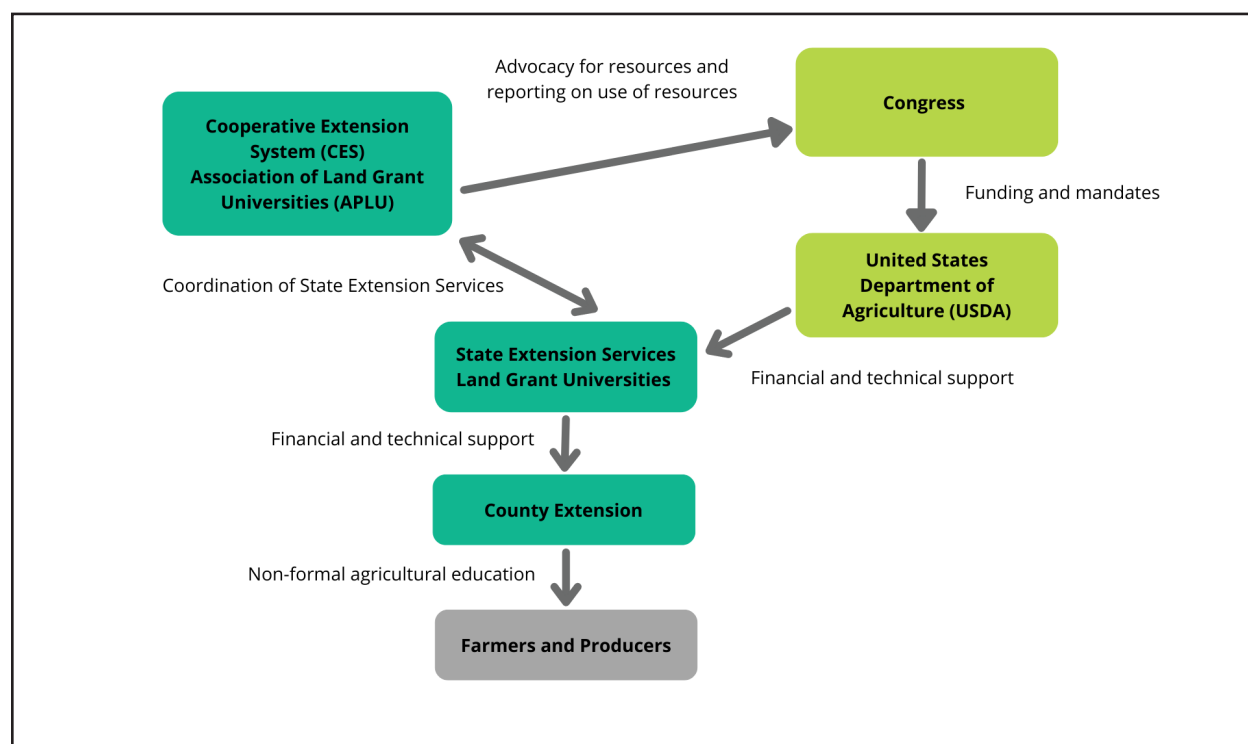 Advocacy for resources and
reporting on use of resources
Cooperative Extension
System (CES)
Association of Land Grant
Universities (APLU)
Congress
Funding and mandates
United States
Department of
Agriculture (USDA)
Coordination of State Extension Services
State Extension Services
Land Grant Universities
Financial and technical support
Financial and technical support
County Extension
Non-formal agricultural education
Farmers and Producers